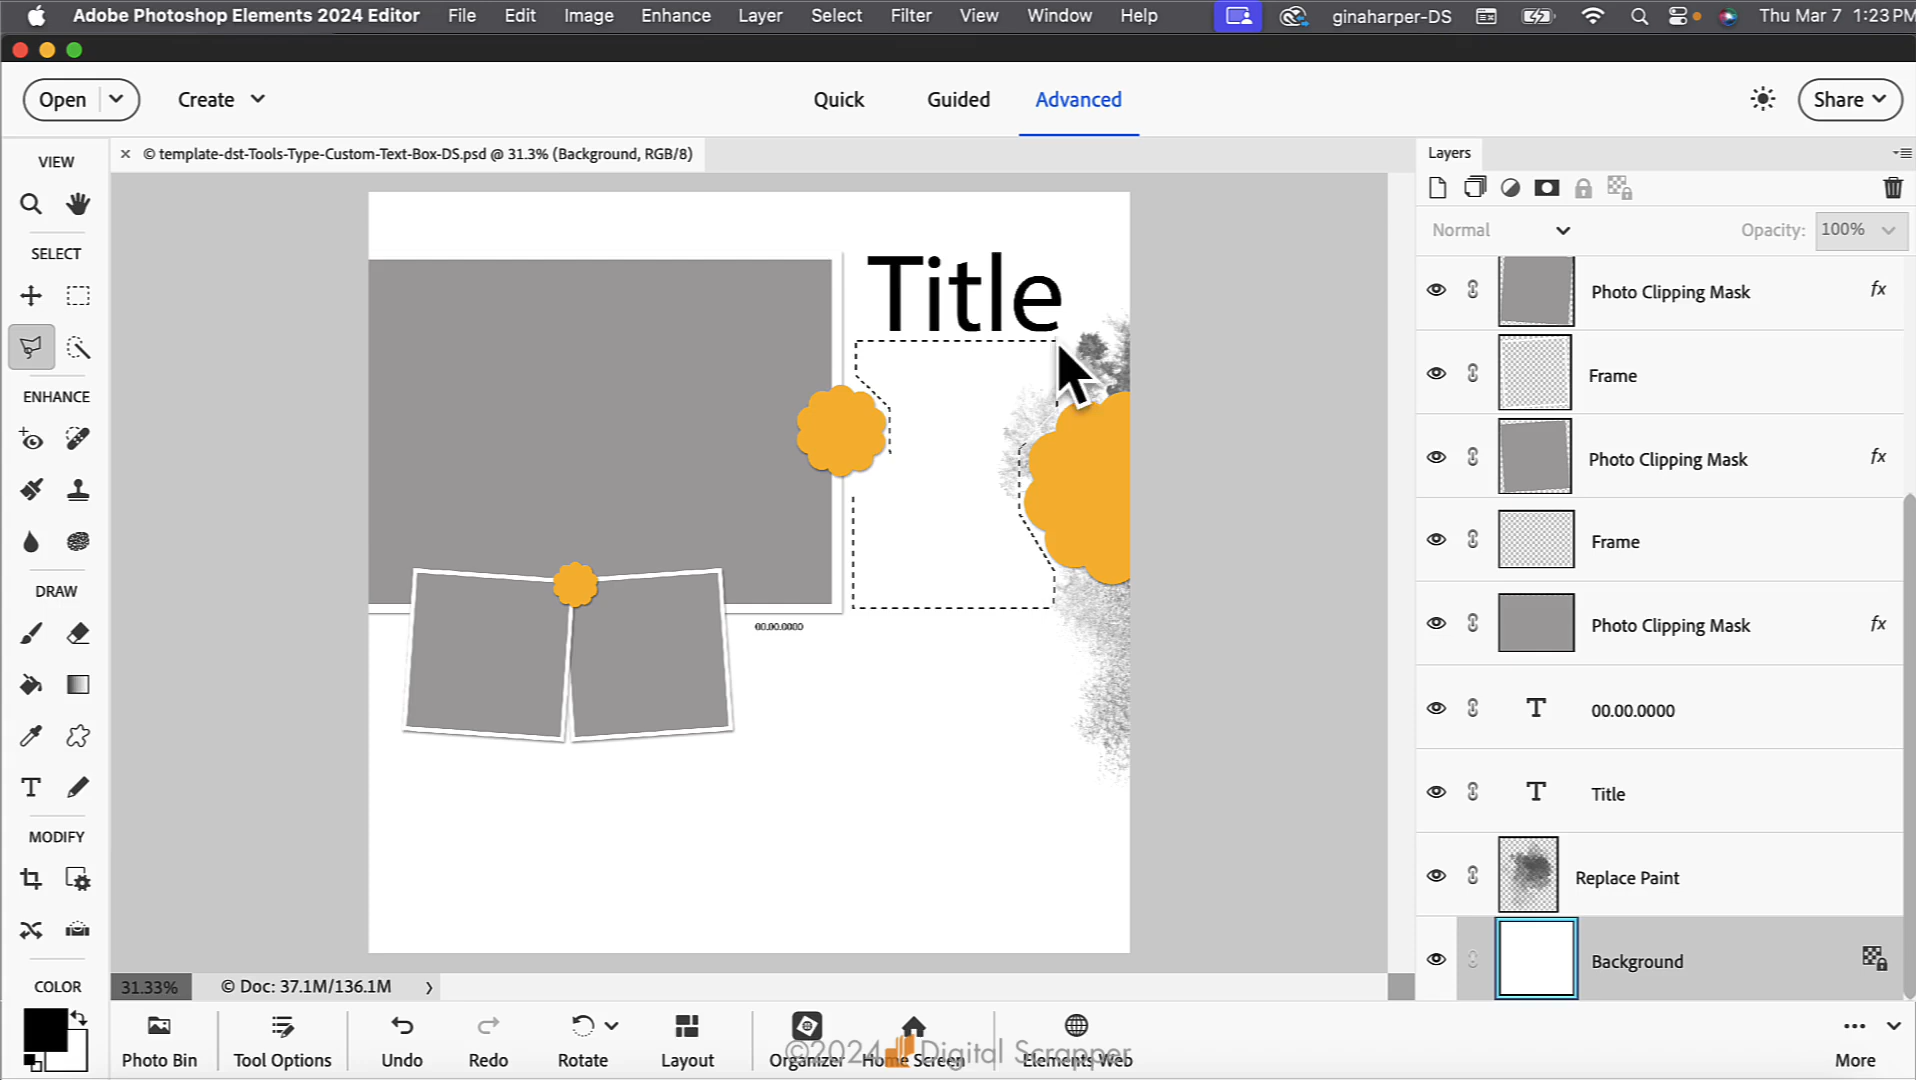 Adobe Photoshop Elements 2024 Editor File Edit Image Enhance Layer Select Filter View Window Help ginaharper-DS Thu Mar 7 1:23 PM
Open Create Quick Guided Advanced Share
VIEW
× © template-dst-Tools-Type-Custom-Text-Box-DS.psd @ 31.3% (Background, RGB/8)
Layers
SELECT
Normal Opacity: 100%
Title
Photo Clipping Mask fx
Frame
ENHANCE
Photo Clipping Mask fx
Frame
DRAW
00.00.0000
Photo Clipping Mask fx
T 00.00.0000
T Title
MODIFY
Replace Paint
Background
COLOR
31.33% © Doc: 37.1M/136.1M
Photo Bin Tool Options Undo Redo Rotate Layout Organizer Home Screen Elements Web More
©2024 Digital Scrapper